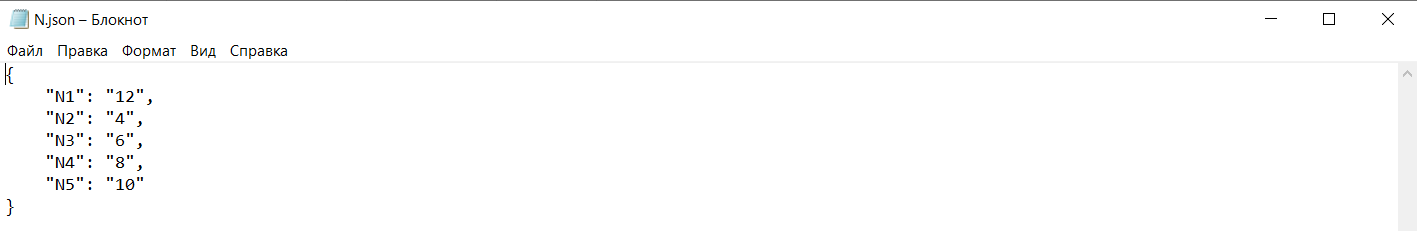 N.json – Блокнот
Файл Правка Формат Вид Справка
{
    "N1": "12",
    "N2": "4",
    "N3": "6",
    "N4": "8",
    "N5": "10"
}